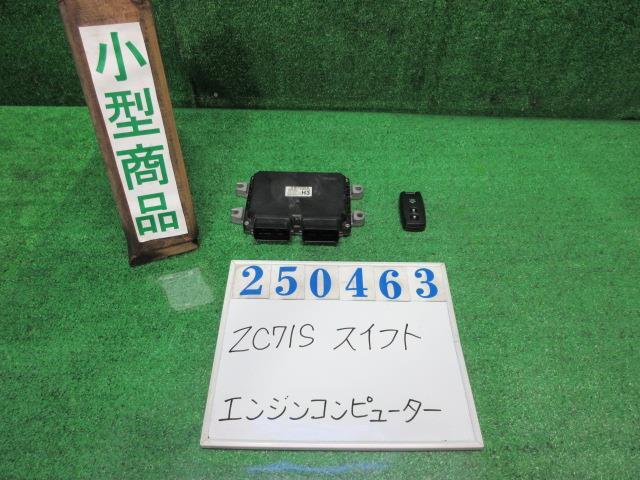 小型商品
H3
250463
ZC71S スイフト
エンジンコンピューター